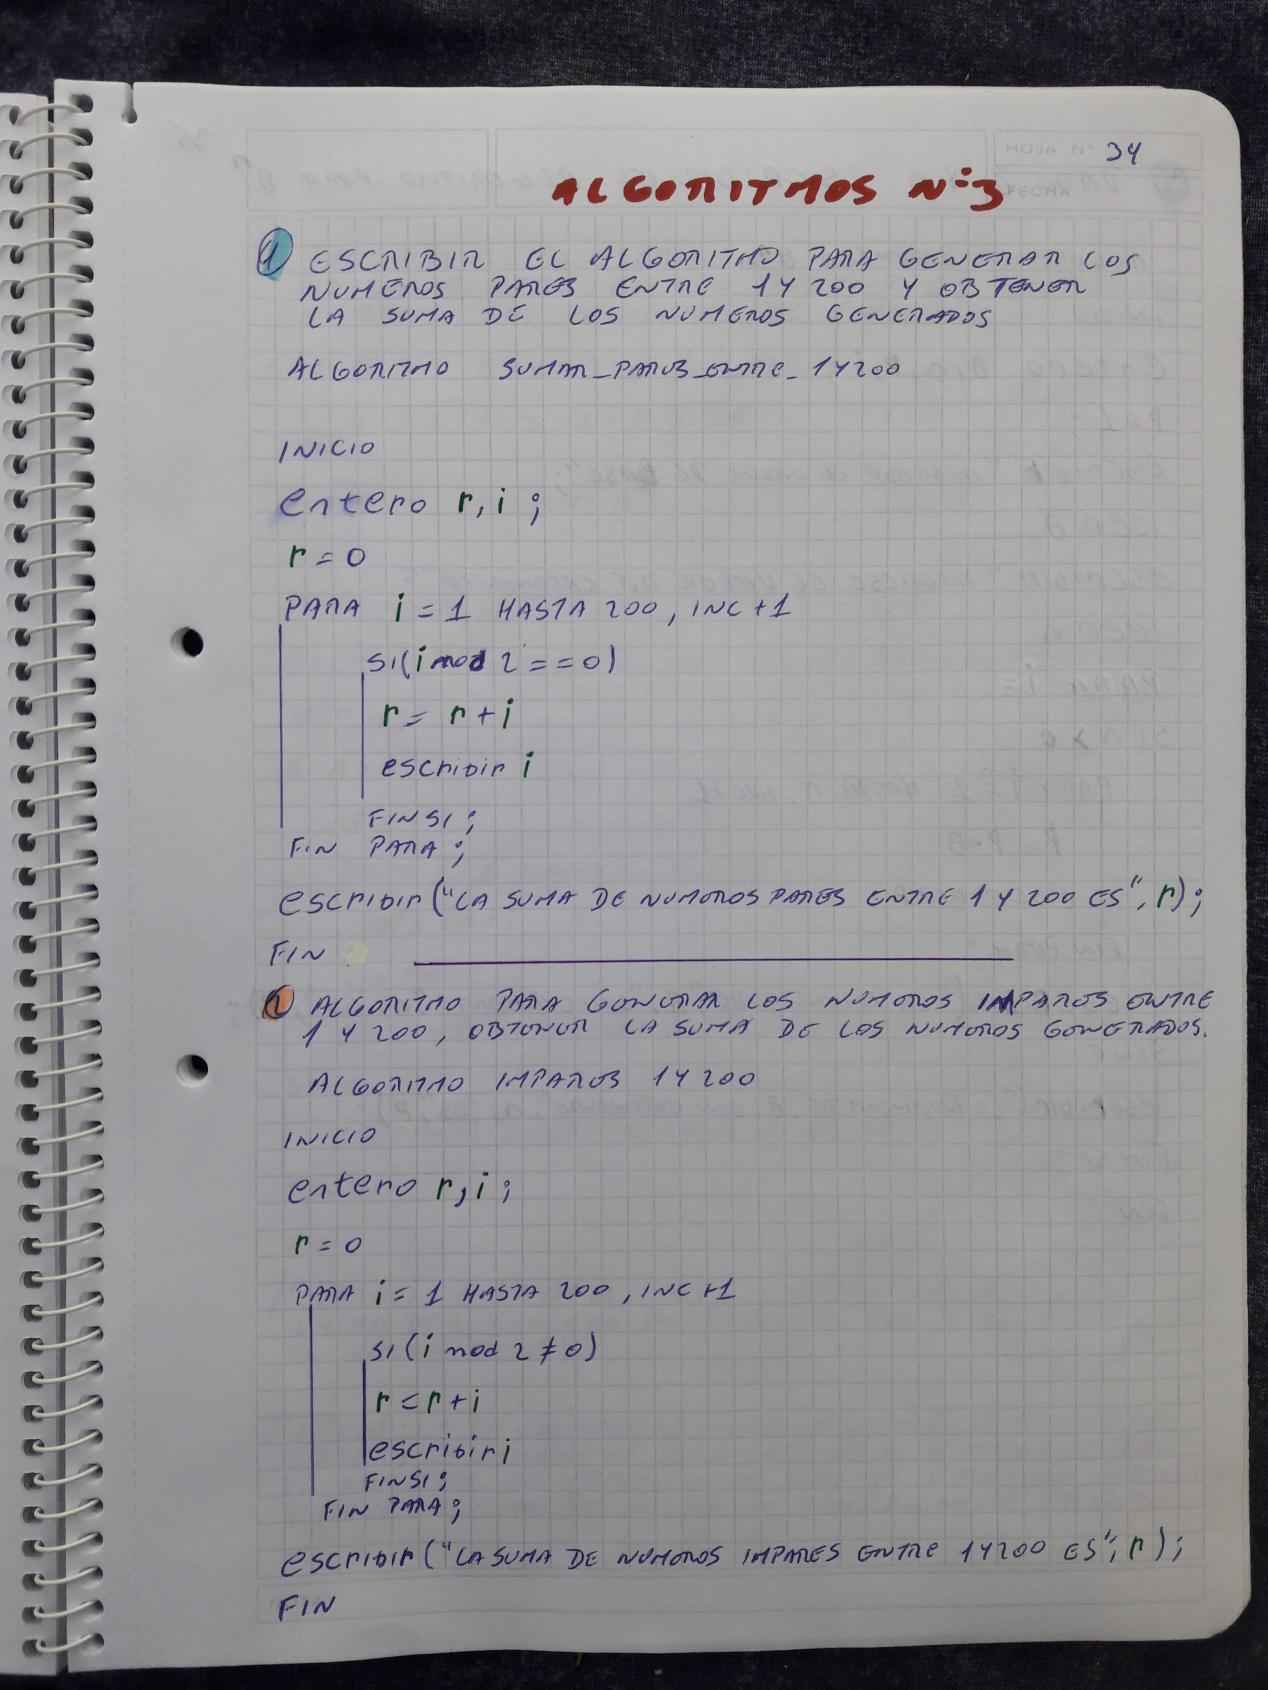 HOJA Nº 34
FECHA
ALGORITMOS Nº3
1 ESCRIBIR EL ALGORITMO PARA GENERAR LOS
NUMEROS PARES ENTRE 1 Y 200 Y OBTENER
LA SUMA DE LOS NUMEROS GENERADOS
ALGORITMO SUMAR_PARES_ENTRE_1Y200
INICIO
entero r, i ;
r = 0
PARA i = 1 HASTA 200, INC +1
SI(i mod 2 == 0)
r = r + i
escribir i
FINSI;
FIN PARA;
escribir ("LA SUMA DE NUMEROS PARES ENTRE 1 Y 200 ES", r);
FIN
2 ALGORITMO PARA GENERAR LOS NUMEROS IMPARES ENTRE
1 Y 200, OBTENER LA SUMA DE LOS NUMEROS GENERADOS.
ALGORITMO IMPARES 1Y200
INICIO
entero r, i ;
r = 0
PARA i = 1 HASTA 200, INC +1
SI (i mod 2 ≠ 0)
r = r + i
escribir i
FINSI;
FIN PARA;
escribir ("LA SUMA DE NUMEROS IMPARES ENTRE 1Y200 ES", r);
FIN